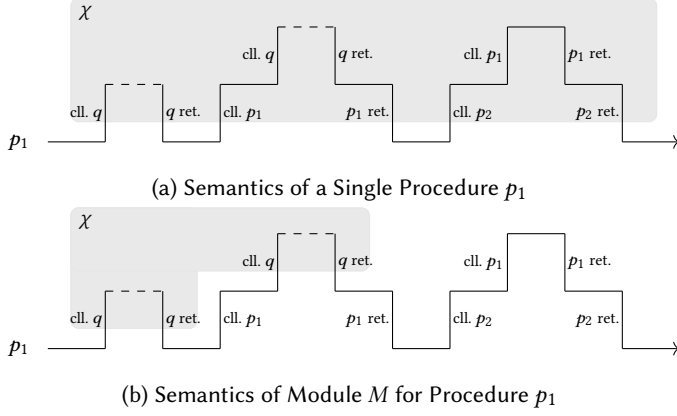 χ
cll. q q ret. cll. p₁ p₁ ret.
cll. q q ret. cll. p₁ p₁ ret. cll. p₂ p₂ ret.
p₁
(a) Semantics of a Single Procedure p₁
χ
cll. q q ret. cll. p₁ p₁ ret.
cll. q q ret. cll. p₁ p₁ ret. cll. p₂ p₂ ret.
p₁
(b) Semantics of Module M for Procedure p₁